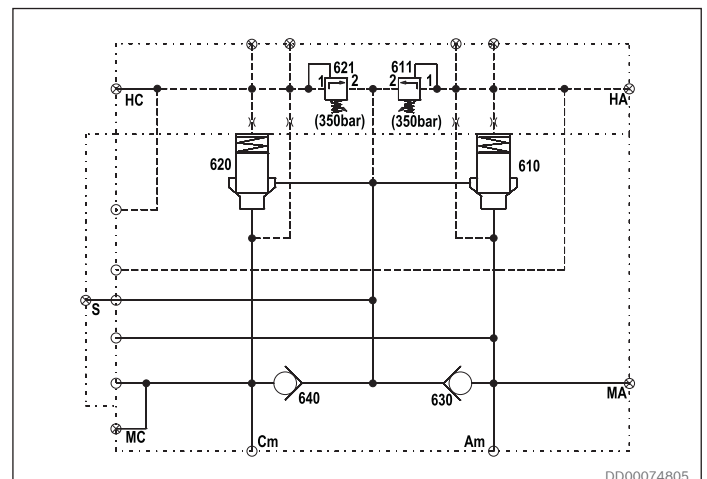 621
611
1
2
2
1
HC
HA
(350bar)
(350bar)
620
610
S
640
630
MA
MC
Cm
Am
DD00074805